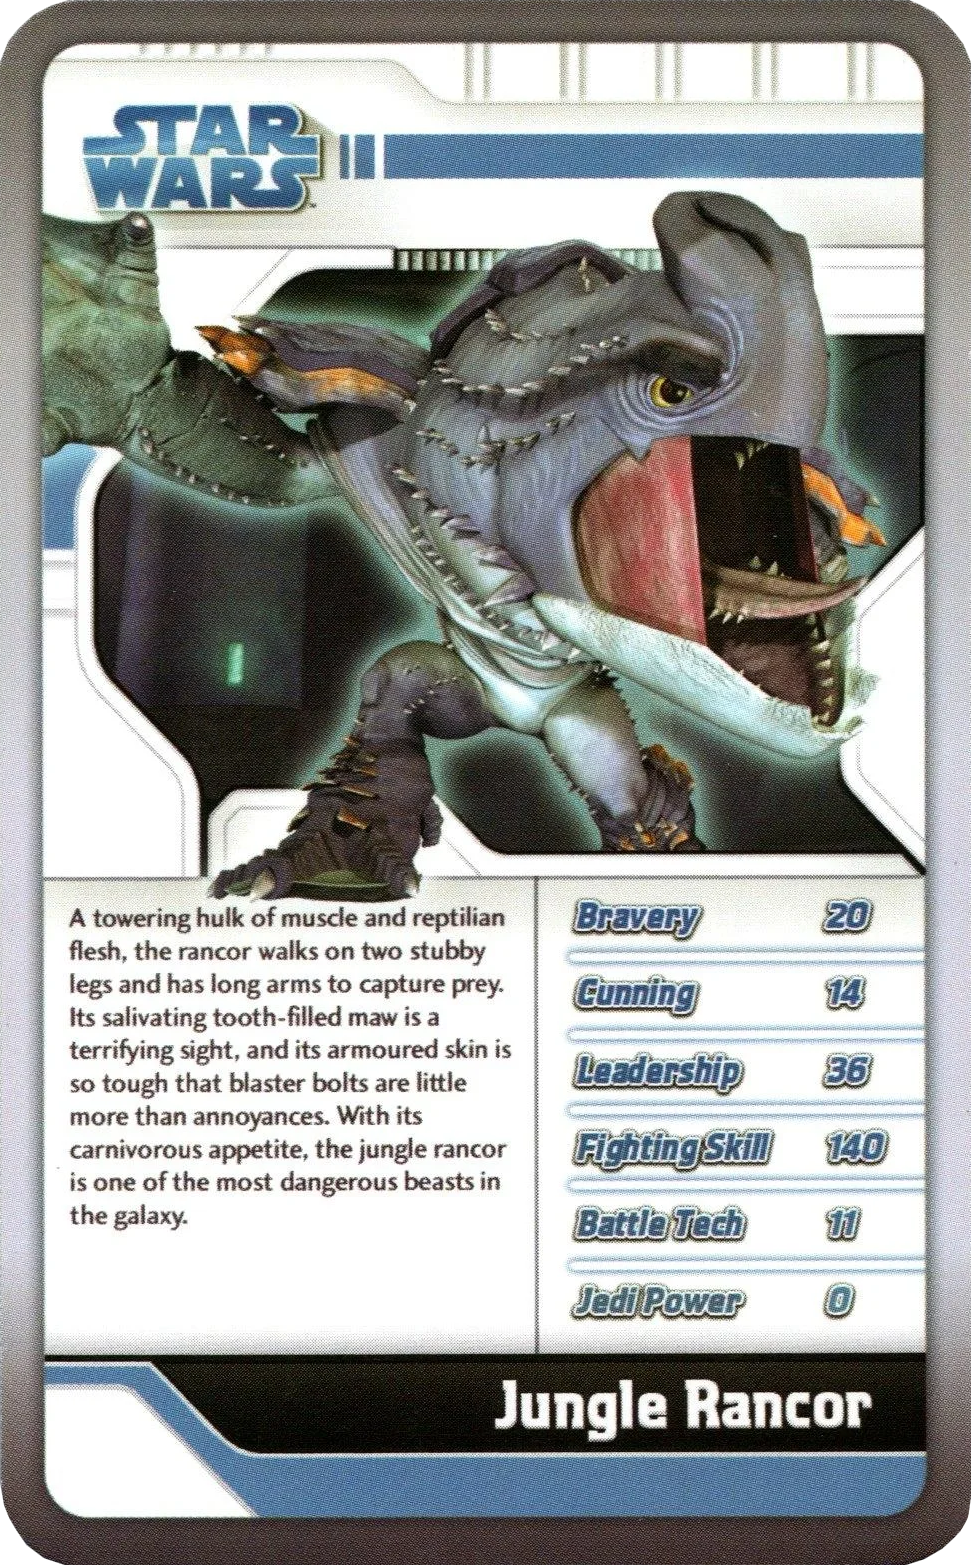 STAR
WARS
A towering hulk of muscle and reptilian
flesh, the rancor walks on two stubby
legs and has long arms to capture prey.
Its salivating tooth-filled maw is a
terrifying sight, and its armoured skin is
so tough that blaster bolts are little
more than annoyances. With its
carnivorous appetite, the jungle rancor
is one of the most dangerous beasts in
the galaxy.
Bravery 20
Cunning 14
Leadership 36
Fighting Skill 140
Battle Tech 11
Jedi Power 0
Jungle Rancor